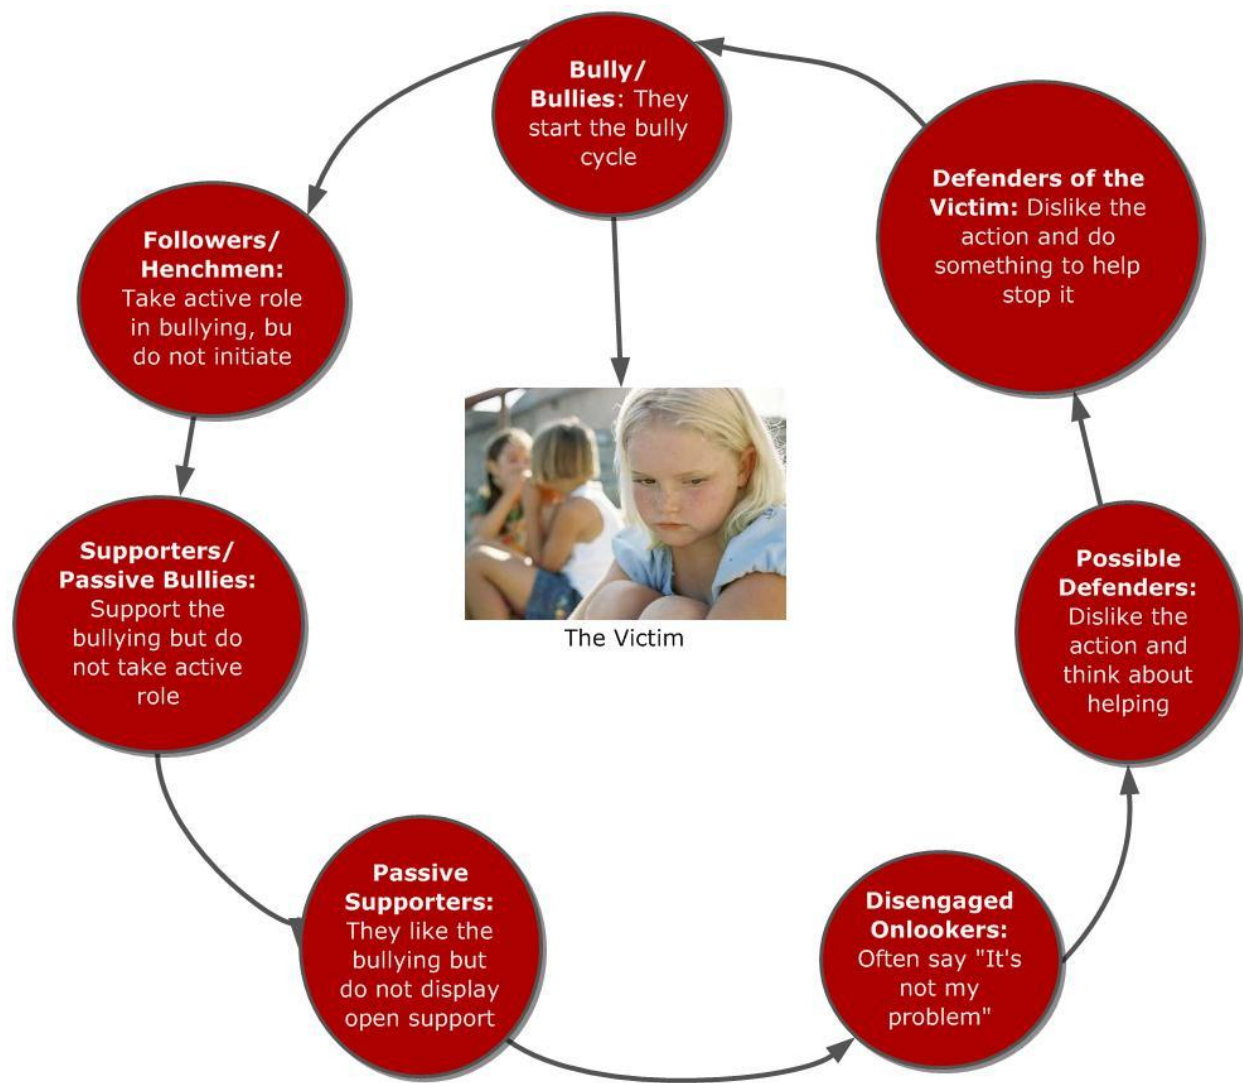 Bully/
Bullies: They
start the bully
cycle
Followers/
Henchmen:
Take active role
in bullying, bu
do not initiate
Supporters/
Passive Bullies:
Support the
bullying but do
not take active
role
Passive
Supporters:
They like the
bullying but
do not display
open support
Disengaged
Onlookers:
Often say "It's
not my
problem"
Possible
Defenders:
Dislike the
action and
think about
helping
Defenders of the
Victim: Dislike the
action and do
something to help
stop it
The Victim